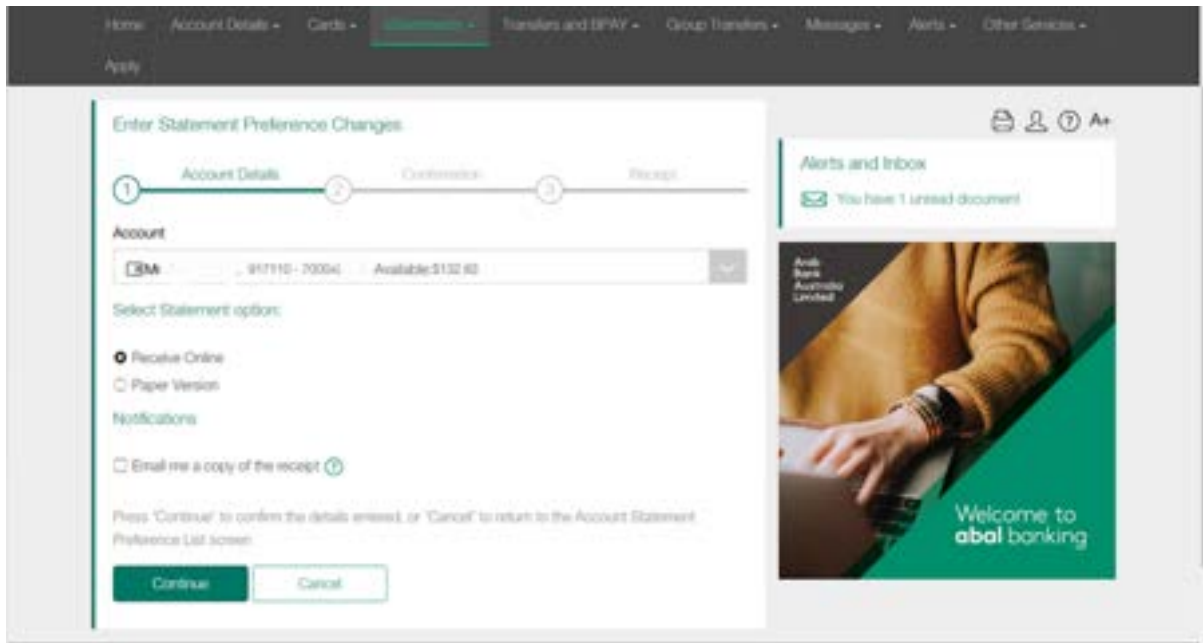 Home Account Details Cards Statements Transfers and BPAY Group Transfers Messages Alerts Other Services
Apply
Enter Statement Preference Changes
1 Account Details 2 Confirmation 3 Receipt
Account
Available:$132.60
Select Statement option:
Receive Online
Paper Version
Notifications
Email me a copy of the receipt ?
Press 'Continue' to confirm the details entered, or 'Cancel' to return to the Account Statement
Preference List screen
Continue Cancel
? A+
Alerts and Inbox
You have 1 unread document
Arab
Bank
Australia
Limited
Welcome to
abal banking